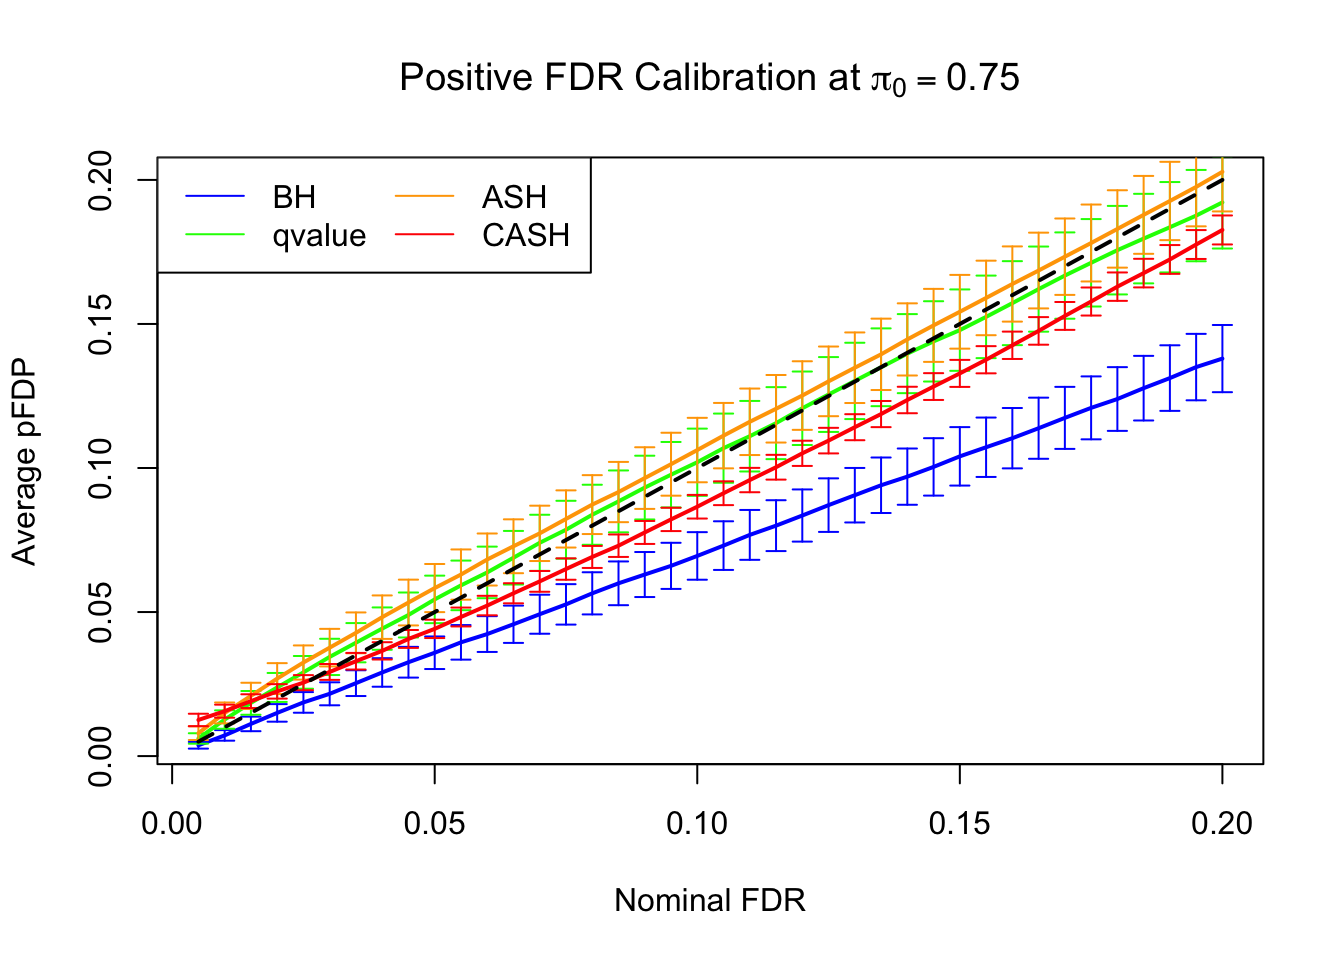 Positive FDR Calibration at π₀ = 0.75
BH
ASH
qvalue
CASH
Average pFDP
0.20
0.15
0.10
0.05
0.00
0.00 0.05 0.10 0.15 0.20
Nominal FDR